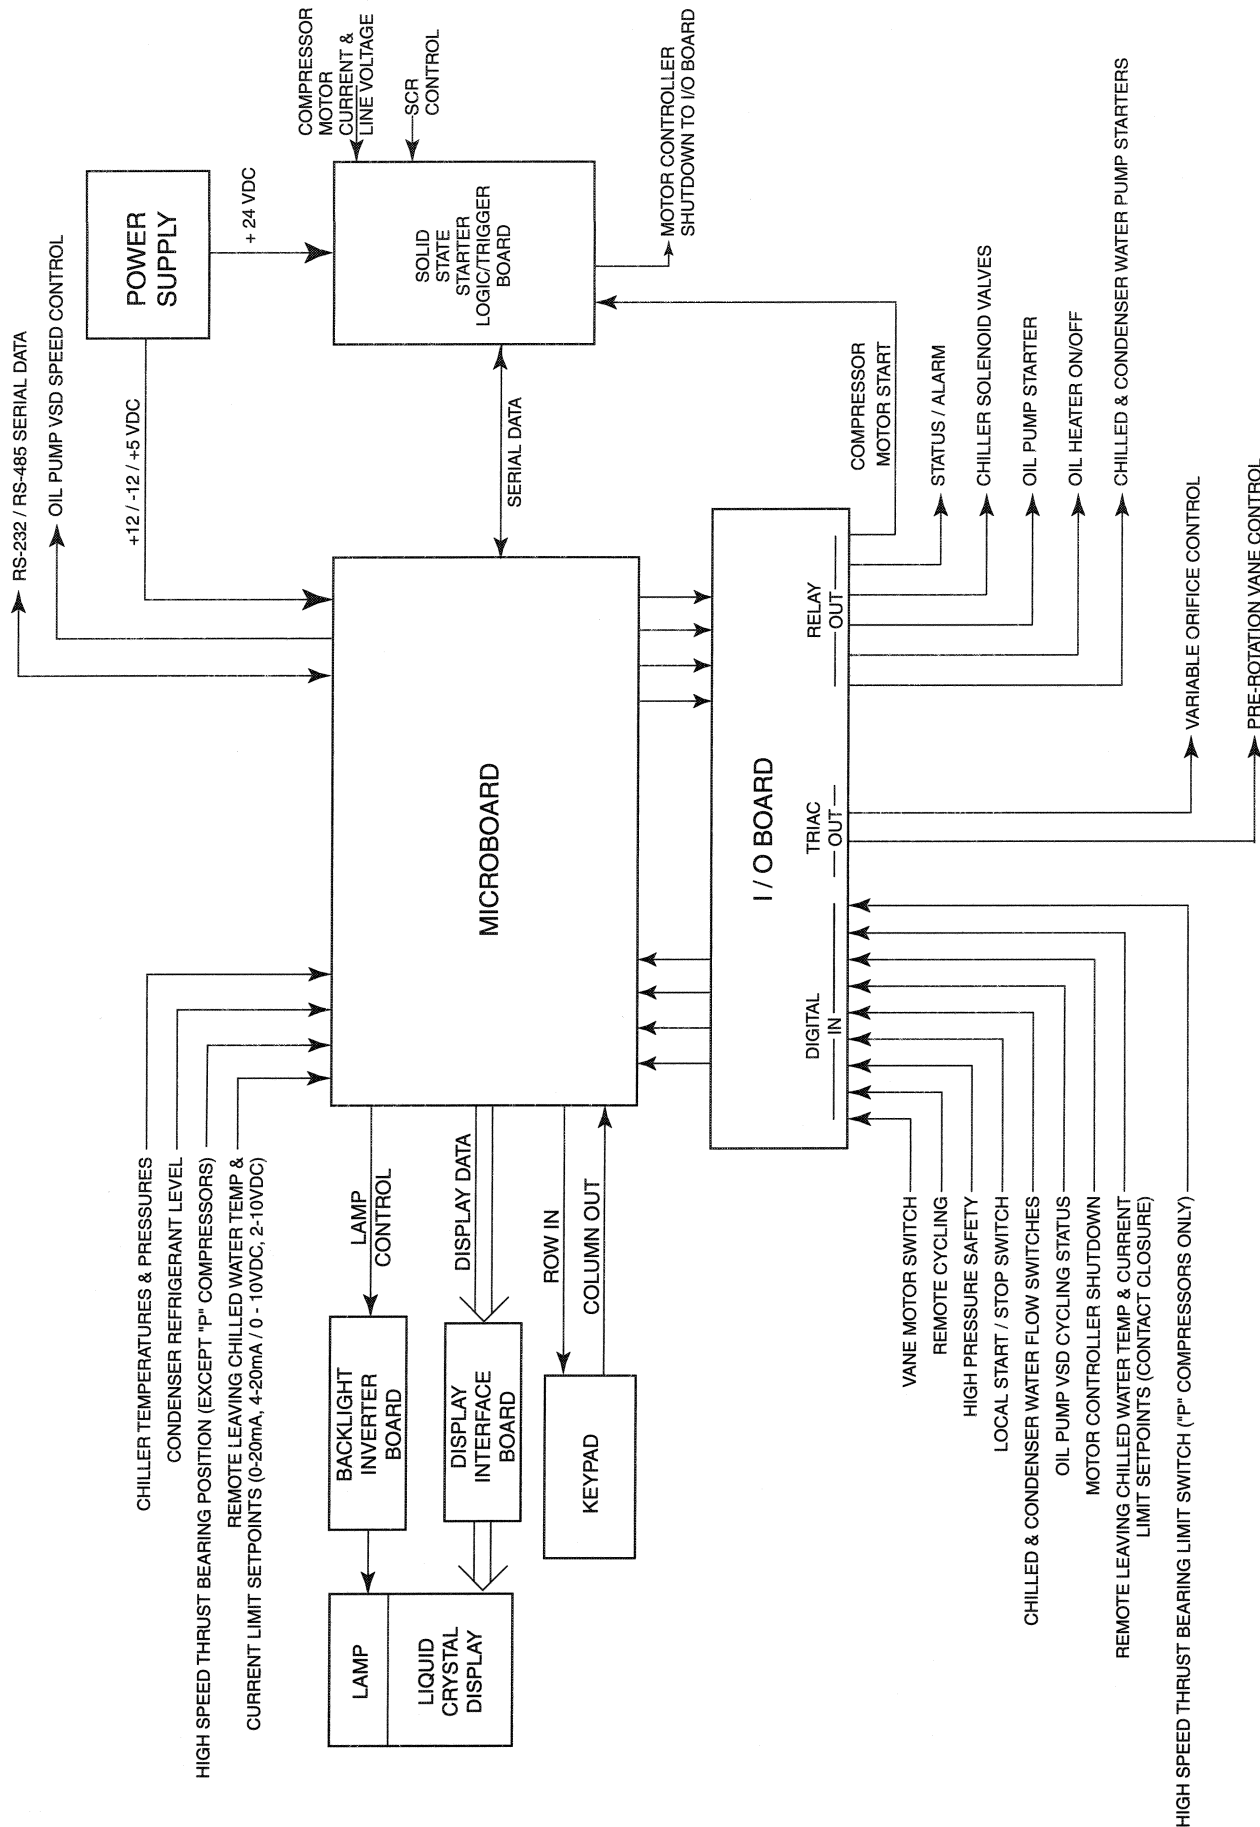 CHILLER TEMPERATURES & PRESSURES
CONDENSER REFRIGERANT LEVEL
HIGH SPEED THRUST BEARING POSITION (EXCEPT "P" COMPRESSORS)
REMOTE LEAVING CHILLED WATER TEMP &
CURRENT LIMIT SETPOINTS (0-20mA, 4-20mA / 0 - 10VDC, 2-10VDC)
RS-232 / RS-485 SERIAL DATA
OIL PUMP VSD SPEED CONTROL
+12 / -12 / +5 VDC
POWER
SUPPLY
+ 24 VDC
COMPRESSOR
MOTOR
CURRENT &
LINE VOLTAGE
SCR
CONTROL
LAMP
LIQUID
CRYSTAL
DISPLAY
BACKLIGHT
INVERTER
BOARD
DISPLAY
INTERFACE
BOARD
KEYPAD
LAMP
CONTROL
DISPLAY DATA
ROW IN
COLUMN OUT
MICROBOARD
SERIAL DATA
SOLID
STATE
STARTER
LOGIC/TRIGGER
BOARD
MOTOR CONTROLLER
SHUTDOWN TO I/O BOARD
I / O BOARD
DIGITAL
IN
TRIAC
OUT
RELAY
OUT
COMPRESSOR
MOTOR START
STATUS / ALARM
CHILLER SOLENOID VALVES
OIL PUMP STARTER
OIL HEATER ON/OFF
CHILLED & CONDENSER WATER PUMP STARTERS
VARIABLE ORIFICE CONTROL
PRE-ROTATION VANE CONTROL
VANE MOTOR SWITCH
REMOTE CYCLING
HIGH PRESSURE SAFETY
LOCAL START / STOP SWITCH
CHILLED & CONDENSER WATER FLOW SWITCHES
OIL PUMP VSD CYCLING STATUS
MOTOR CONTROLLER SHUTDOWN
REMOTE LEAVING CHILLED WATER TEMP & CURRENT
LIMIT SETPOINTS (CONTACT CLOSURE)
HIGH SPEED THRUST BEARING LIMIT SWITCH ("P" COMPRESSORS ONLY)